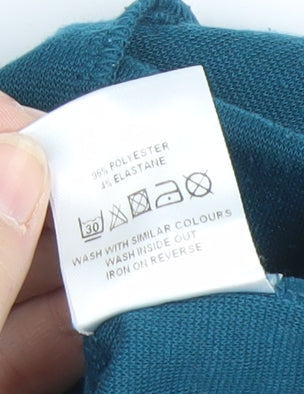 96% POLYESTER
4% ELASTANE
30
WASH WITH SIMILAR COLOURS
WASH INSIDE OUT
IRON ON REVERSE